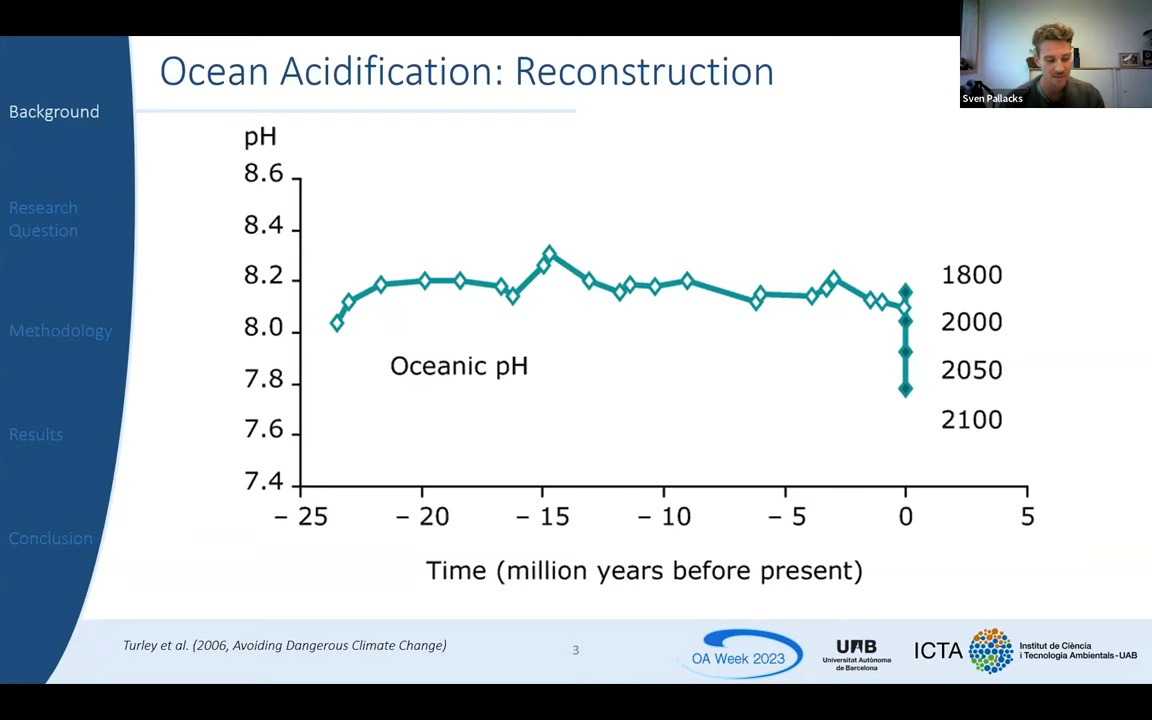 Ocean Acidification: Reconstruction
Sven Pallacks
Background
Research
Question
Methodology
Results
Conclusion
pH
8.6
8.4
8.2
8.0
7.8
7.6
7.4
Oceanic pH
1800
2000
2050
2100
– 25
– 20
– 15
– 10
– 5
0
5
Time (million years before present)
Turley et al. (2006, Avoiding Dangerous Climate Change)
3
OA Week 2023
UAB
Universitat Autònoma
de Barcelona
ICTA
Institut de Ciència
i Tecnologia Ambientals-UAB